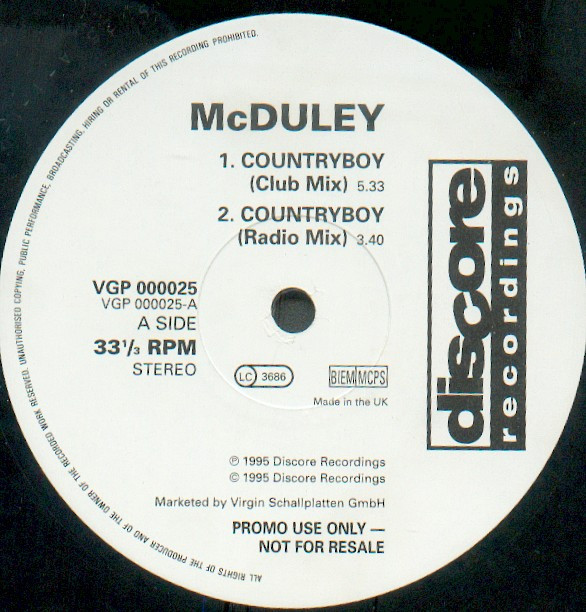 McDULEY
1. COUNTRYBOY
(Club Mix) 5.33
2. COUNTRYBOY
(Radio Mix) 3.40
VGP 000025
VGP 000025-A
A SIDE
33⅓ RPM
STEREO
LC 3686
BIEM/MCPS
Made in the UK
discore
recordings
℗ 1995 Discore Recordings
© 1995 Discore Recordings
Marketed by Virgin Schallplatten GmbH
PROMO USE ONLY —
NOT FOR RESALE
ALL RIGHTS OF THE PRODUCER AND OF THE OWNER OF THE RECORDED WORK RESERVED. UNAUTHORISED COPYING, PUBLIC PERFORMANCE, BROADCASTING, HIRING OR RENTAL OF THIS RECORDING PROHIBITED.